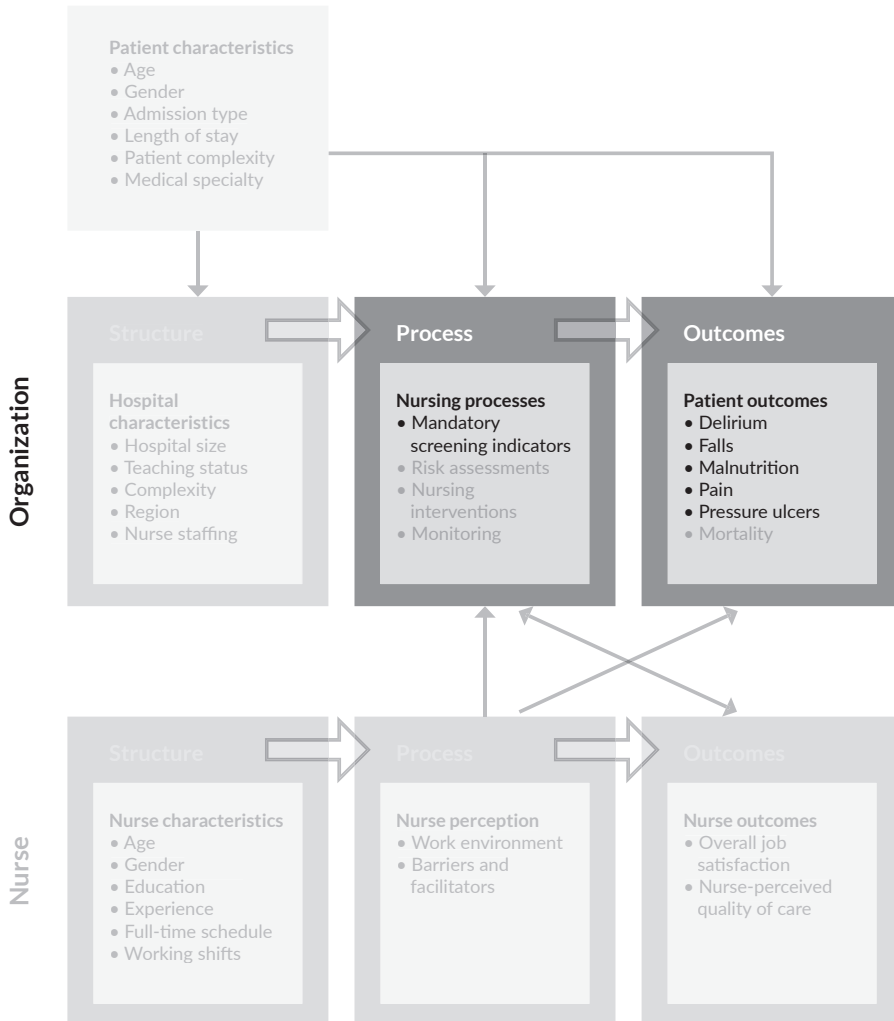 Patient characteristics
• Age
• Gender
• Admission type
• Length of stay
• Patient complexity
• Medical specialty
Organization
Structure
Hospital
characteristics
• Hospital size
• Teaching status
• Complexity
• Region
• Nurse staffing
Process
Nursing processes
• Mandatory
screening indicators
• Risk assessments
• Nursing
interventions
• Monitoring
Outcomes
Patient outcomes
• Delirium
• Falls
• Malnutrition
• Pain
• Pressure ulcers
• Mortality
Nurse
Structure
Nurse characteristics
• Age
• Gender
• Education
• Experience
• Full-time schedule
• Working shifts
Process
Nurse perception
• Work environment
• Barriers and
facilitators
Outcomes
Nurse outcomes
• Overall job
satisfaction
• Nurse-perceived
quality of care